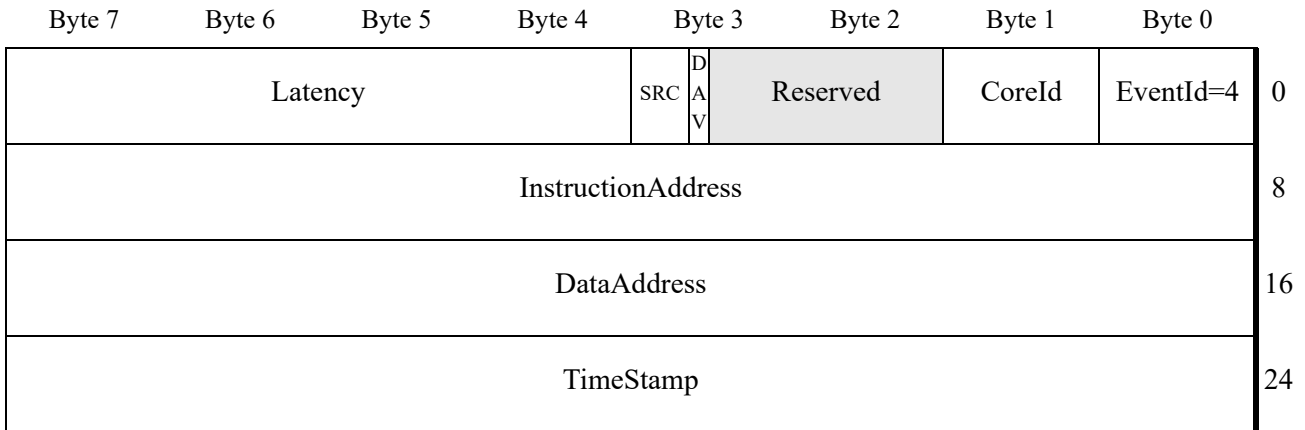 Byte 7 Byte 6 Byte 5 Byte 4 Byte 3 Byte 2 Byte 1 Byte 0
Latency SRC DAV Reserved CoreId EventId=4 0
InstructionAddress 8
DataAddress 16
TimeStamp 24